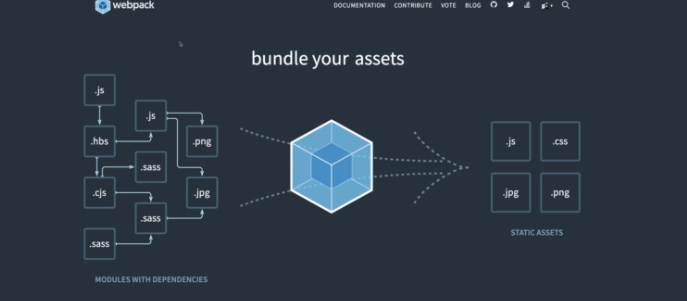 webpack
DOCUMENTATION CONTRIBUTE VOTE BLOG
bundle your assets
.js
.js
.hbs
.png
.sass
.cjs
.jpg
.sass
.sass
MODULES WITH DEPENDENCIES
.js .css
.jpg .png
STATIC ASSETS